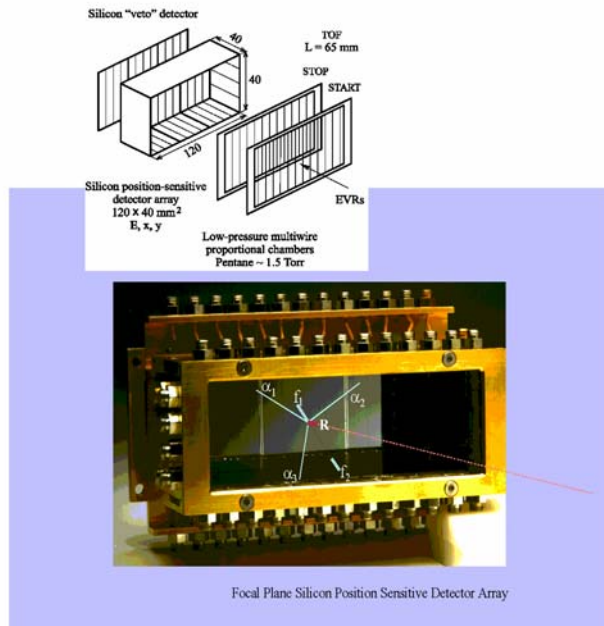 Silicon "veto" detector
40
40
120
TOF
L = 65 mm
STOP
START
EVRs
Silicon position-sensitive
detector array
120 × 40 mm²
E, x, y
Low-pressure multiwire
proportional chambers
Pentane ~ 1.5 Torr
α₁
f₁
α₂
R
α₃
f₂
Focal Plane Silicon Position Sensitive Detector Array